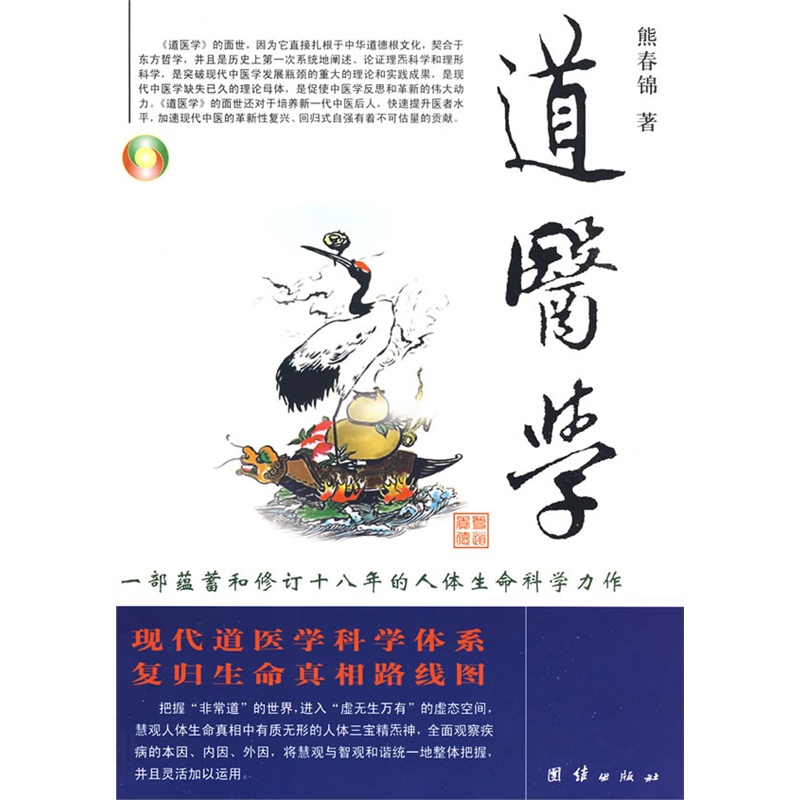 《道医学》的面世，因为它直接扎根于中华道德根文化，契合于
东方哲学，并且是历史上第一次系统地阐述、论证理炁科学和理形
科学，是突破现代中医学发展瓶颈的重大的理论和实践成果，是现
代中医学缺失已久的理论母体，是促使中医学反思和革新的伟大动
力。《道医学》的面世还对于培养新一代中医后人，快速提升医者水
平，加速现代中医的革新性复兴、回归式自强有着不可估量的贡献。
熊春锦 著
道醫學
一部蕴蓄和修订十八年的人体生命科学力作
现代道医学科学体系
复归生命真相路线图
把握“非常道”的世界，进入“虚无生万有”的虚态空间，
慧观人体生命真相中有质无形的人体三宝精炁神，全面观察疾
病的本因、内因、外因，将慧观与智观和谐统一地整体把握，
并且灵活加以运用。
团结出版社